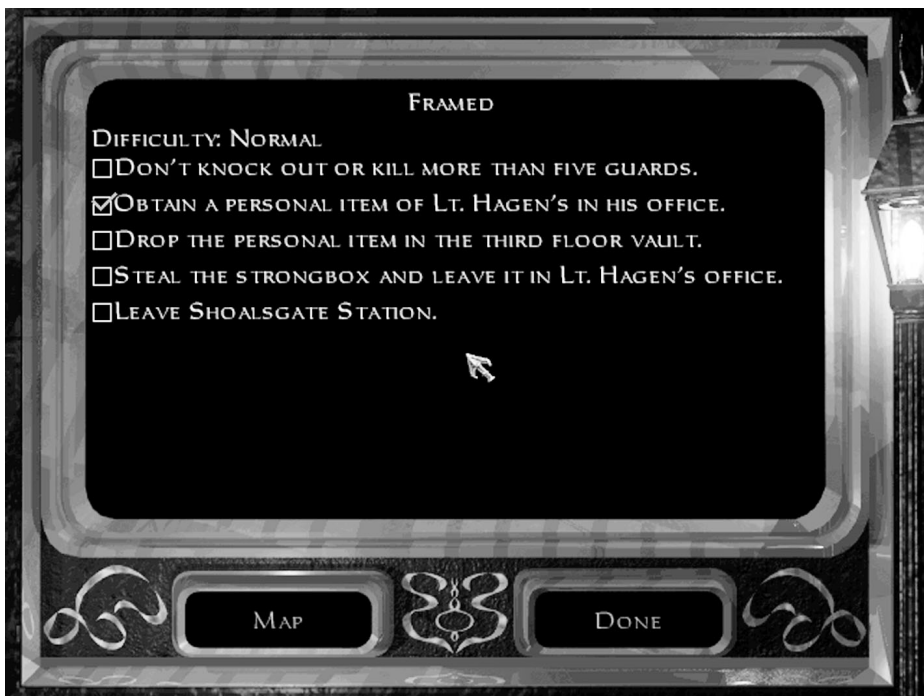 Framed
Difficulty: Normal
Don't knock out or kill more than five guards.
Obtain a personal item of Lt. Hagen's in his office.
Drop the personal item in the third floor vault.
Steal the strongbox and leave it in Lt. Hagen's office.
Leave Shoalsgate Station.
Map
Done